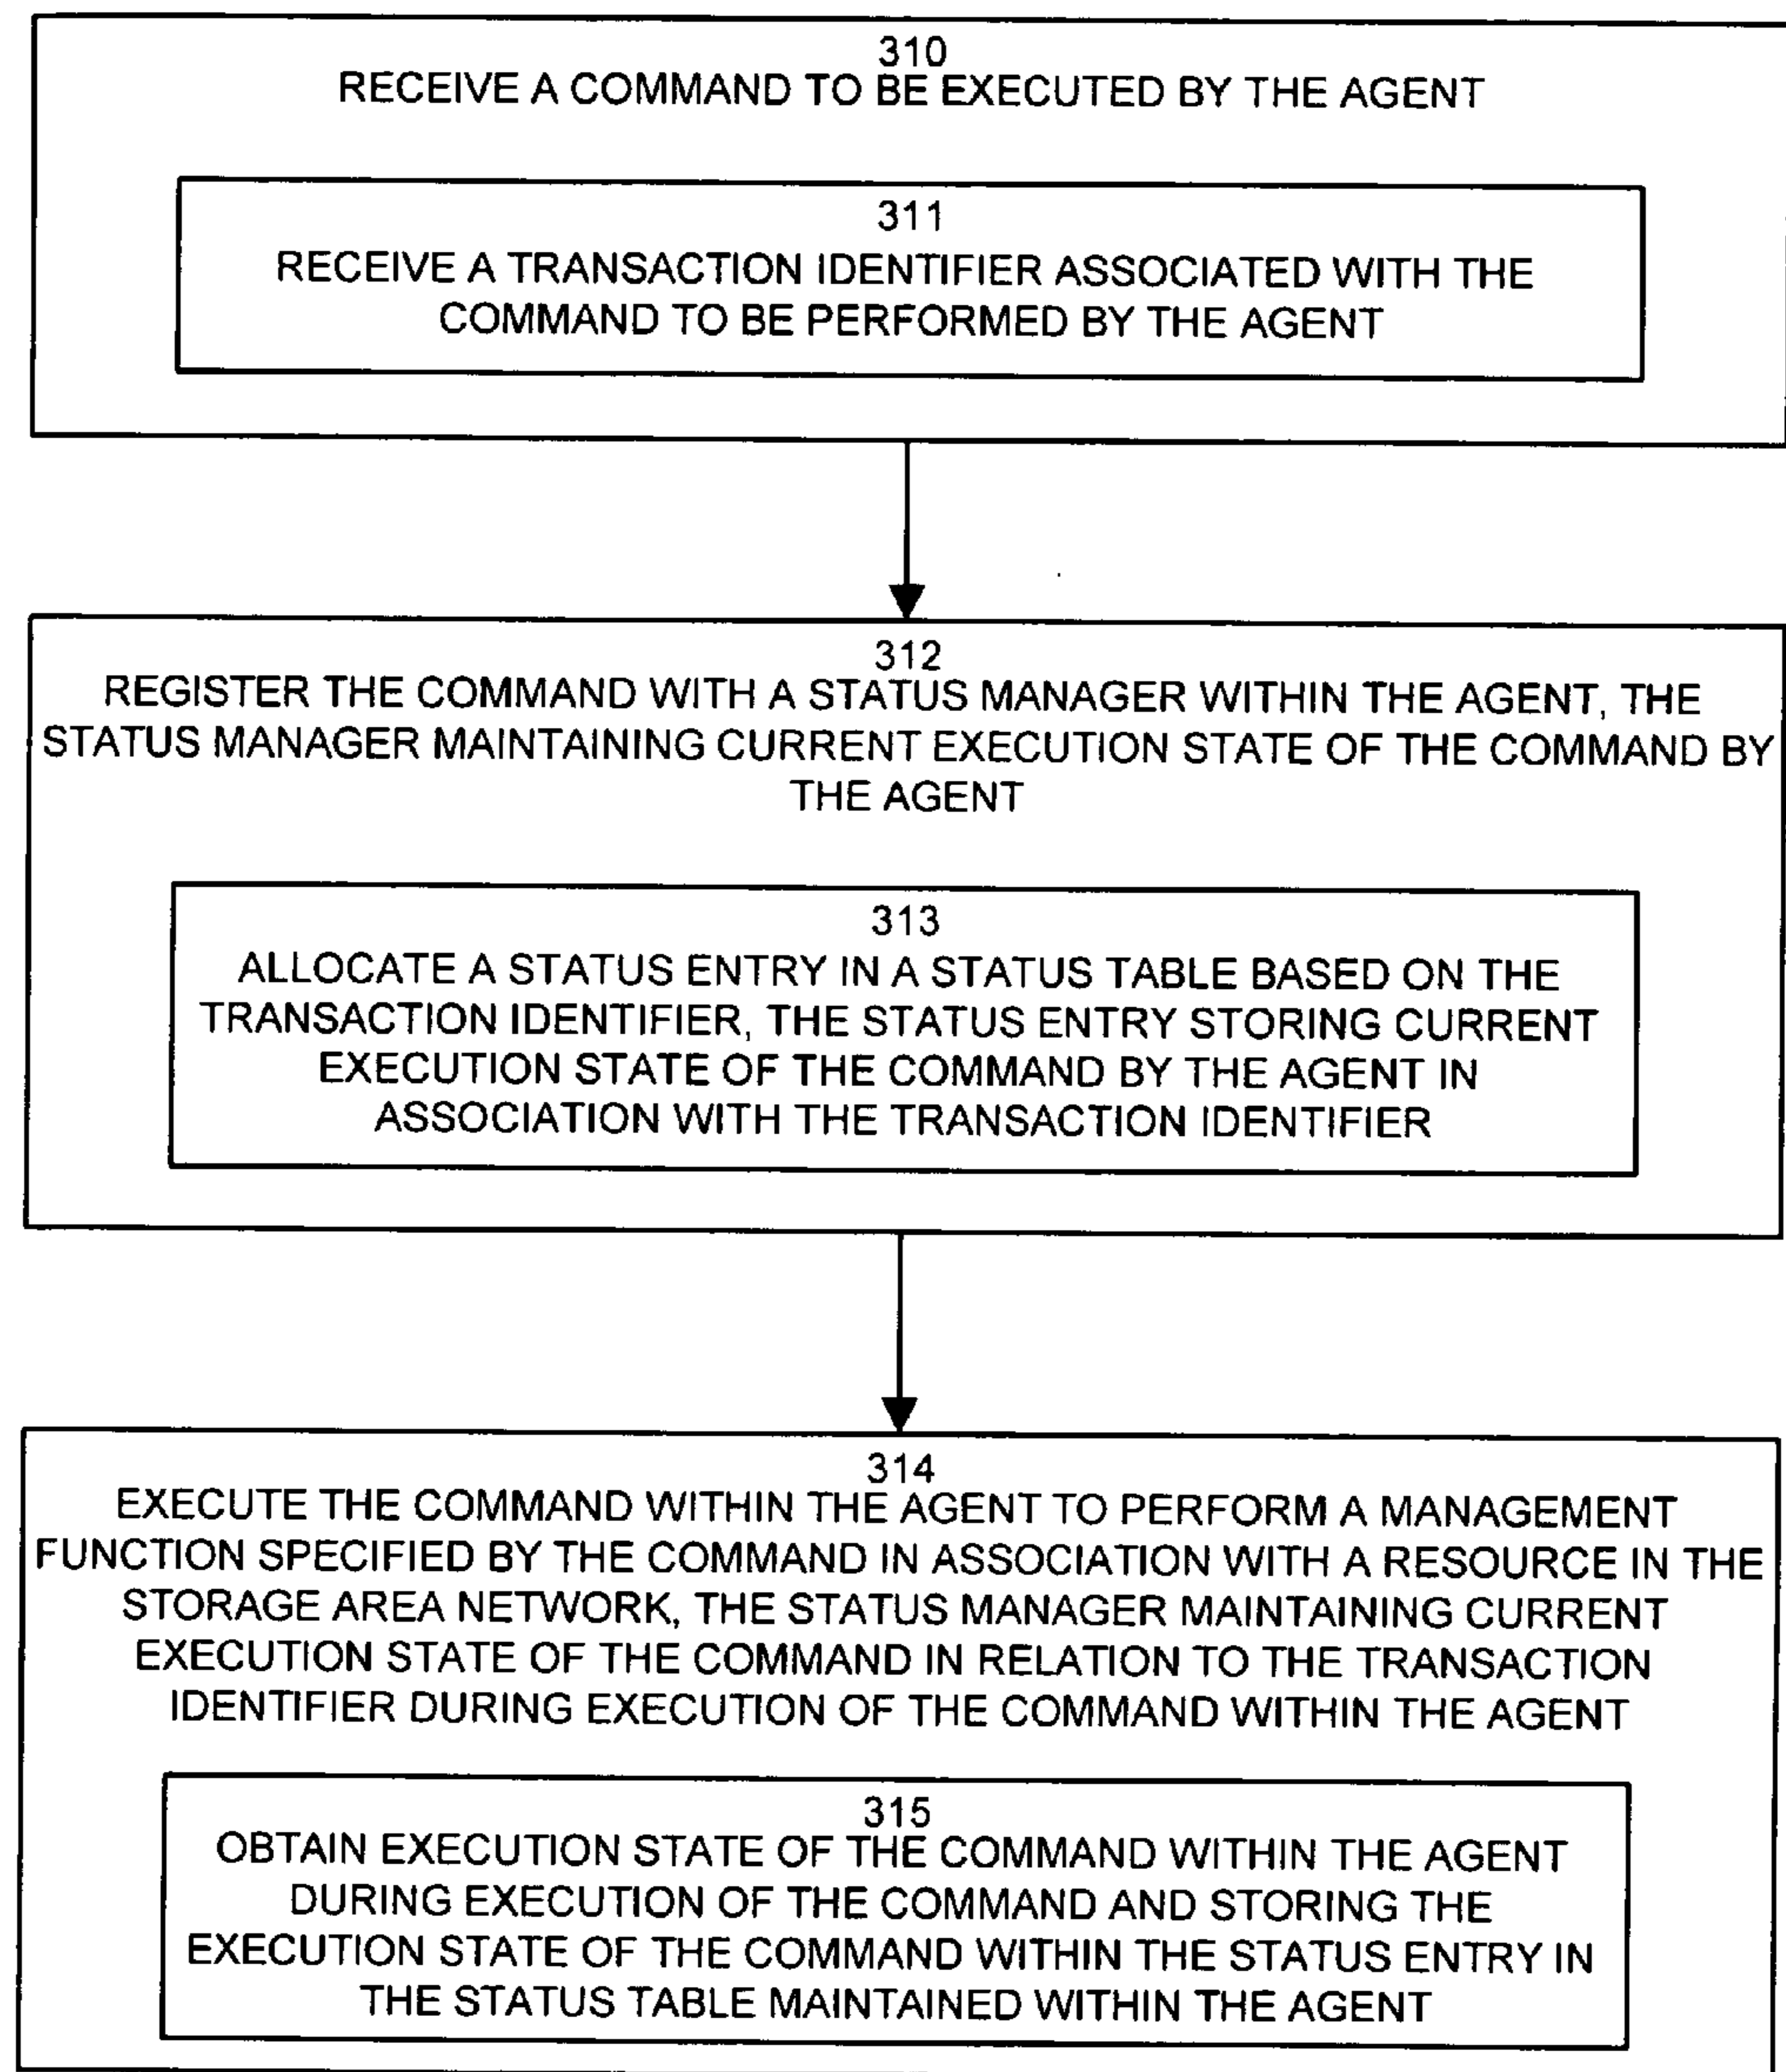 310
RECEIVE A COMMAND TO BE EXECUTED BY THE AGENT
311
RECEIVE A TRANSACTION IDENTIFIER ASSOCIATED WITH THE
COMMAND TO BE PERFORMED BY THE AGENT
312
REGISTER THE COMMAND WITH A STATUS MANAGER WITHIN THE AGENT, THE
STATUS MANAGER MAINTAINING CURRENT EXECUTION STATE OF THE COMMAND BY
THE AGENT
313
ALLOCATE A STATUS ENTRY IN A STATUS TABLE BASED ON THE
TRANSACTION IDENTIFIER, THE STATUS ENTRY STORING CURRENT
EXECUTION STATE OF THE COMMAND BY THE AGENT IN
ASSOCIATION WITH THE TRANSACTION IDENTIFIER
314
EXECUTE THE COMMAND WITHIN THE AGENT TO PERFORM A MANAGEMENT
FUNCTION SPECIFIED BY THE COMMAND IN ASSOCIATION WITH A RESOURCE IN THE
STORAGE AREA NETWORK, THE STATUS MANAGER MAINTAINING CURRENT
EXECUTION STATE OF THE COMMAND IN RELATION TO THE TRANSACTION
IDENTIFIER DURING EXECUTION OF THE COMMAND WITHIN THE AGENT
315
OBTAIN EXECUTION STATE OF THE COMMAND WITHIN THE AGENT
DURING EXECUTION OF THE COMMAND AND STORING THE
EXECUTION STATE OF THE COMMAND WITHIN THE STATUS ENTRY IN
THE STATUS TABLE MAINTAINED WITHIN THE AGENT